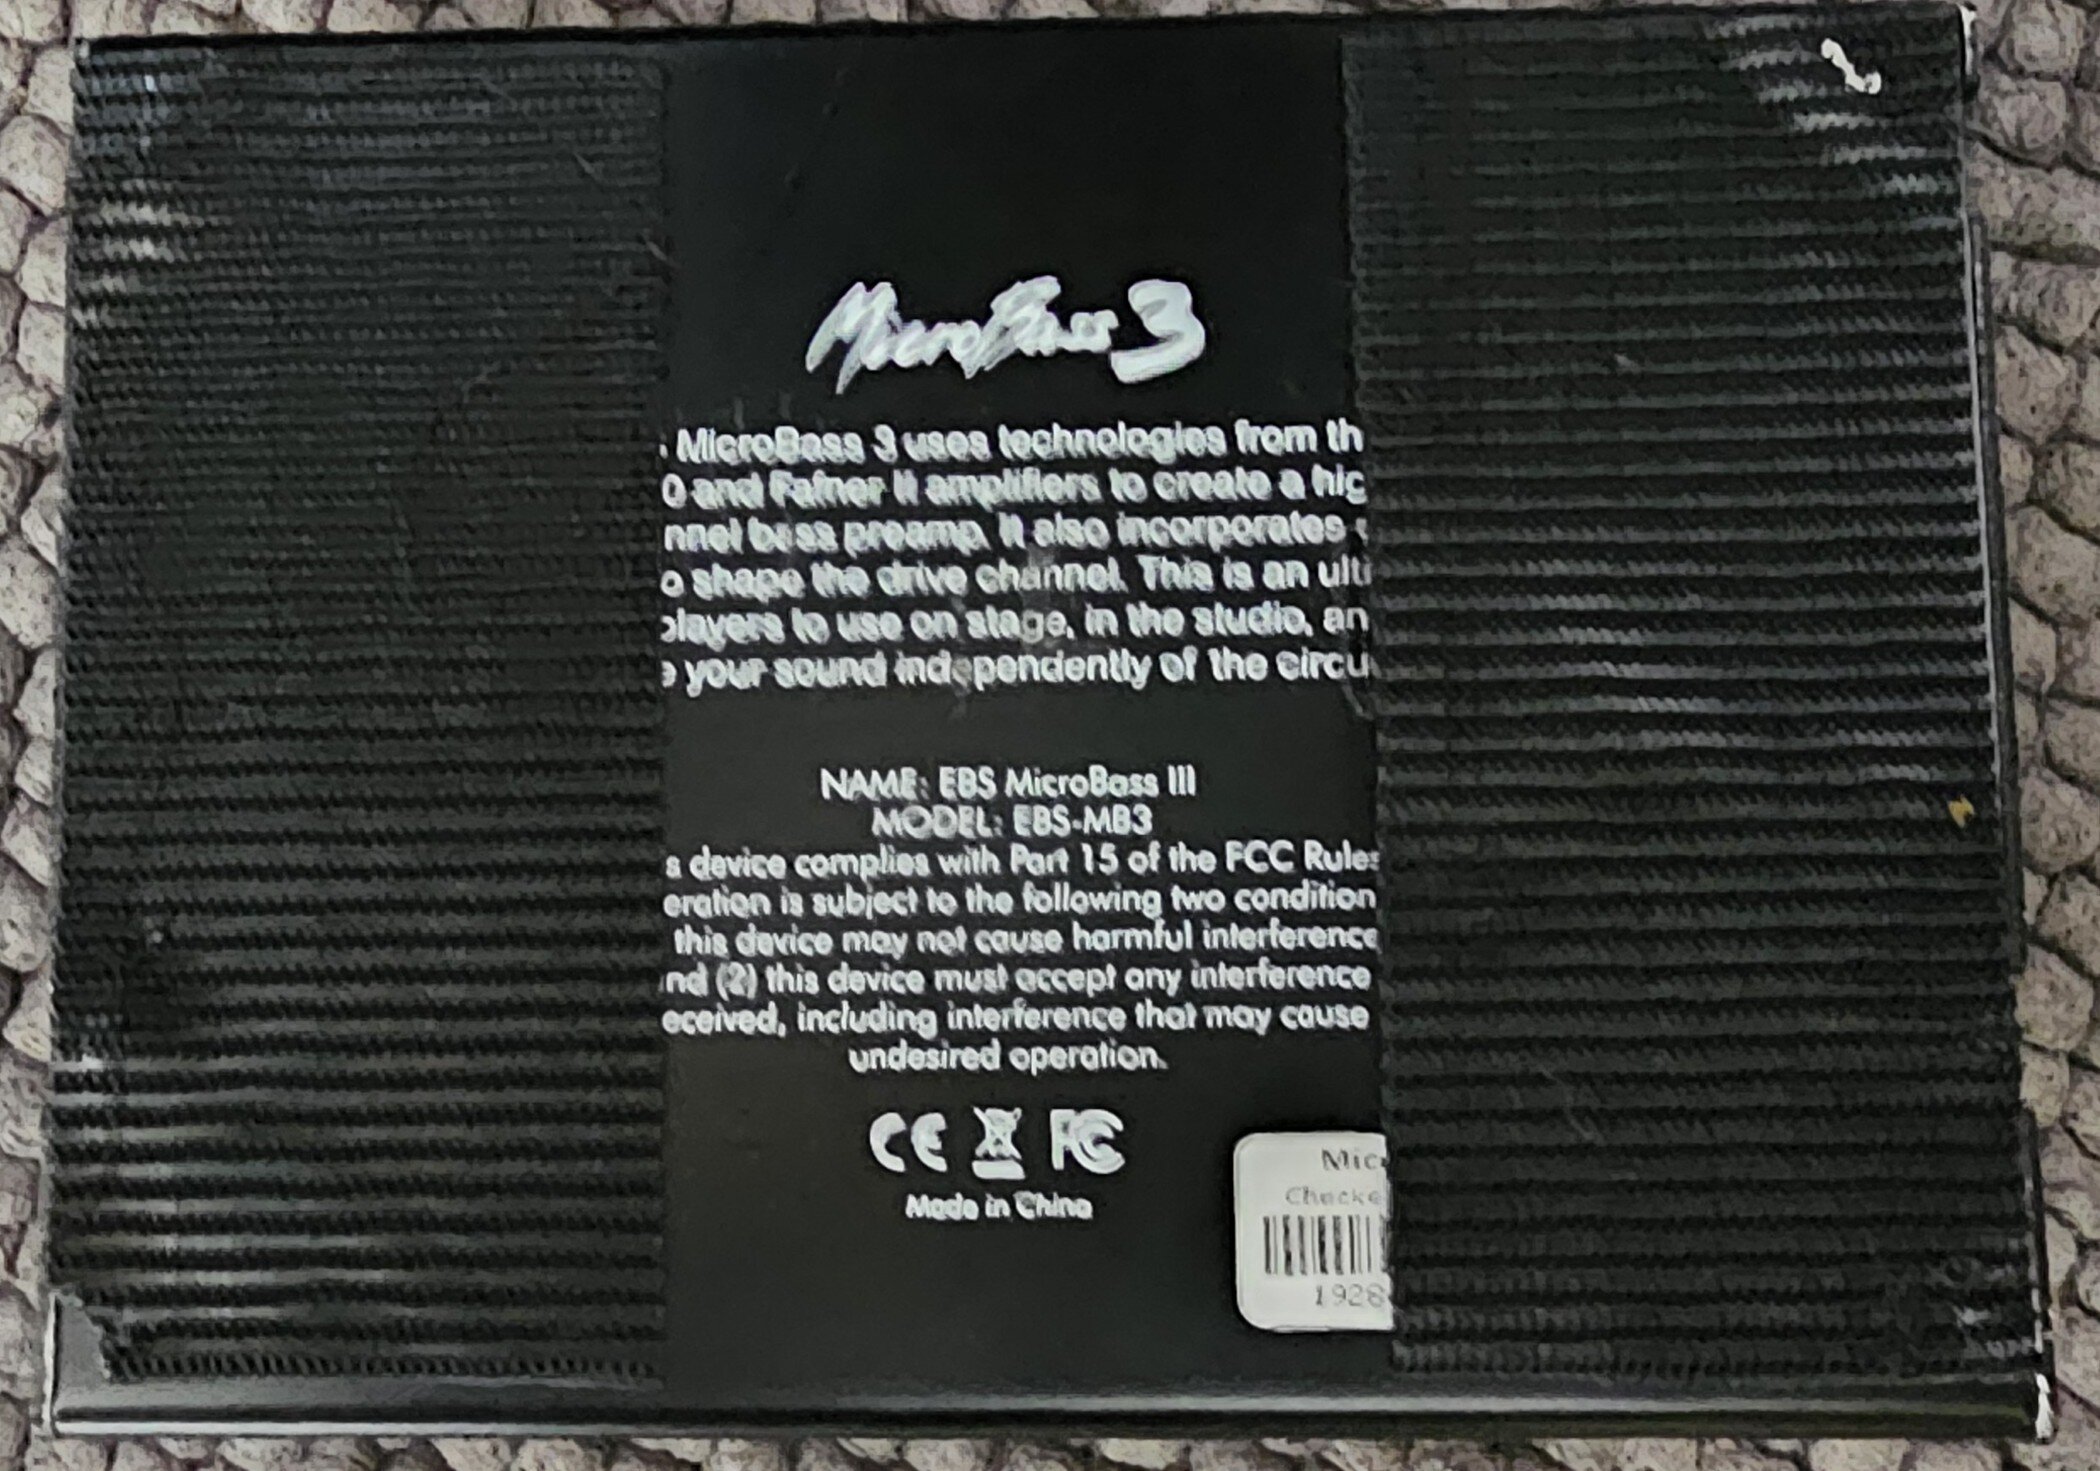 MicroBass 3
MicroBass 3 uses technologies from th
0 and Fafner II amplifiers to create a hig
nnel bass preamp. It also incorporates
o shape the drive channel. This is an ulti
players to use on stage, in the studio, an
e your sound independently of the circu
NAME: EBS MicroBass III
MODEL: EBS-MB3
s device complies with Part 15 of the FCC Rules
eration is subject to the following two condition
this device may not cause harmful interference
nd (2) this device must accept any interference
eceived, including interference that may cause
undesired operation.
CE FC
Made in China
Mic
Checke
1928